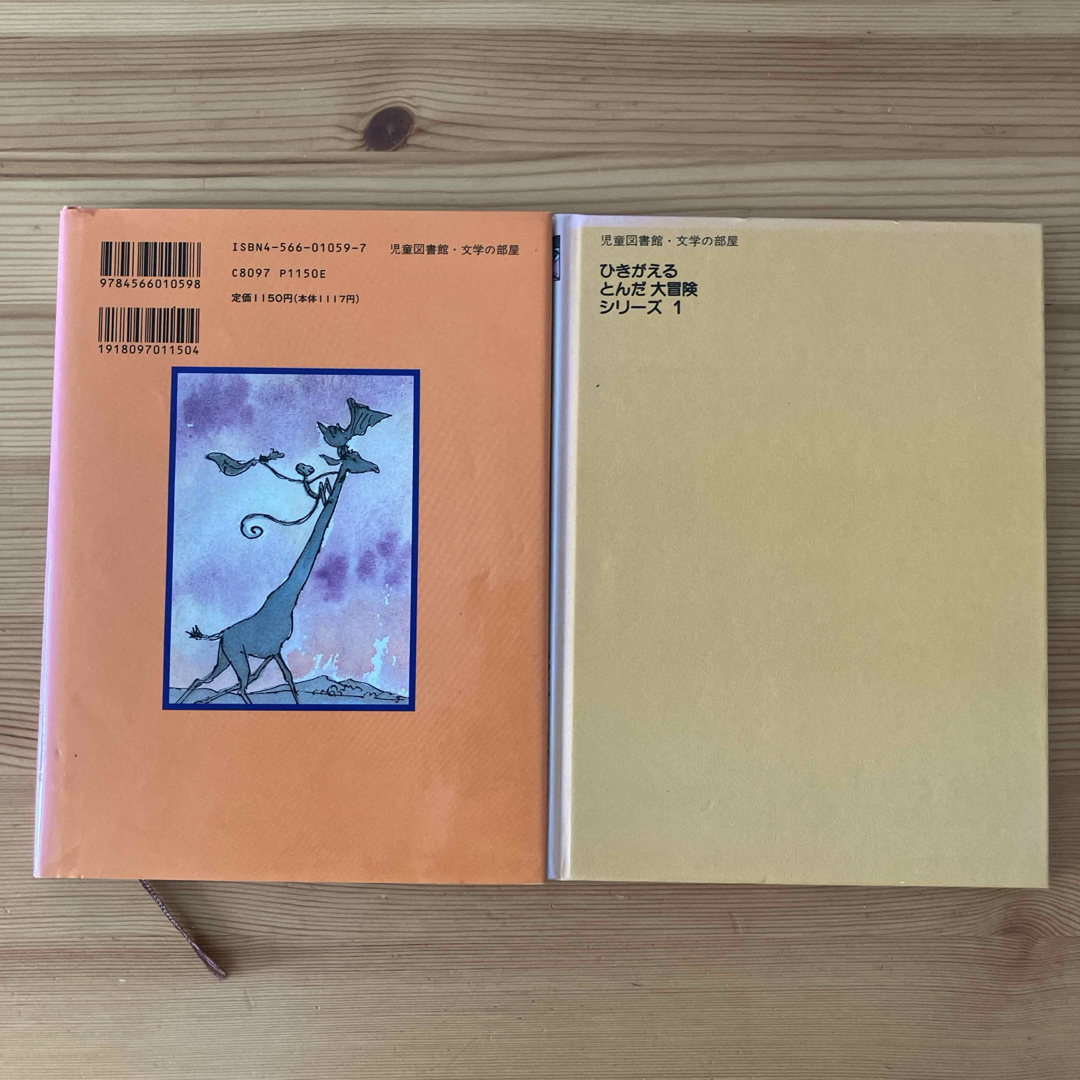 ISBN4-566-01059-7
児童図書館・文学の部屋
C8097 P1150E
9784566010598
定価1150円(本体1117円)
1918097011504
児童図書館・文学の部屋
ひきがえる
とんだ大冒険
シリーズ 1